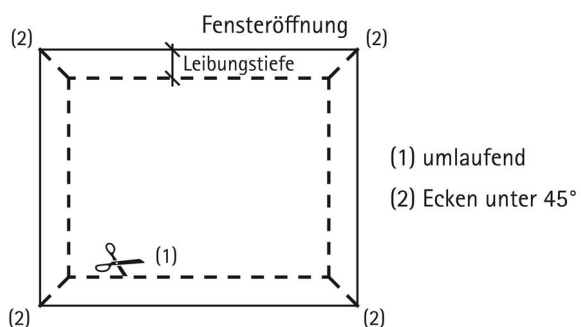 Fensteröffnung
(2) (2)
Leibungstiefe
(1) umlaufend
(2) Ecken unter 45°
(1)
(2) (2)